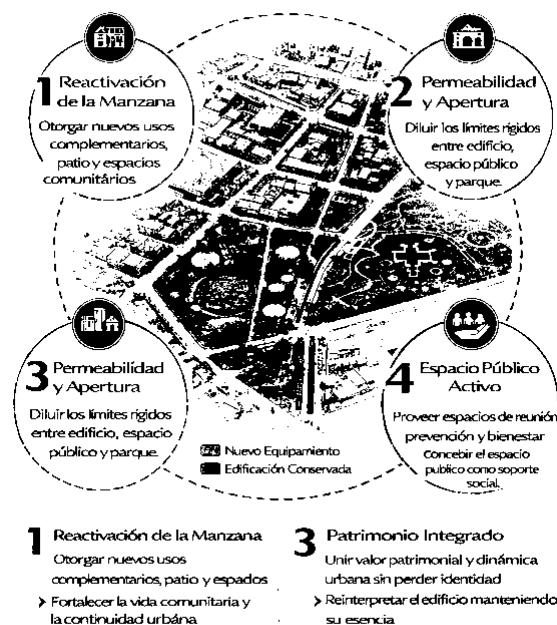 1 Reactivación
de la Manzana
Otorgar nuevos usos
complementarios,
patio y espacios
comunitários.
2 Permeabilidad
y Apertura
Diluir los límites rígidos
entre edificio,
espacio público
y parque.
3 Permeabilidad
y Apertura
Diluir los límites rígidos
entre edificio, espacio
público y parque.
4 Espacio Público
Activo
Proveer espacios de reunión
prevención y bienestar
concebir el espacio
publico como soporte
social.
Nuevo Equipamiento
Edificación Conservada
1 Reactivación de la Manzana
Otorgar nuevos usos
complementarios, patio y espados
> Fortalecer la vida comunitaria y
la continuidad urbána
3 Patrimonio Integrado
Unir valor patrimonial y dinámica
urbana sin perder identidad
> Reinterpretar el edificio manteniendo
su esencia